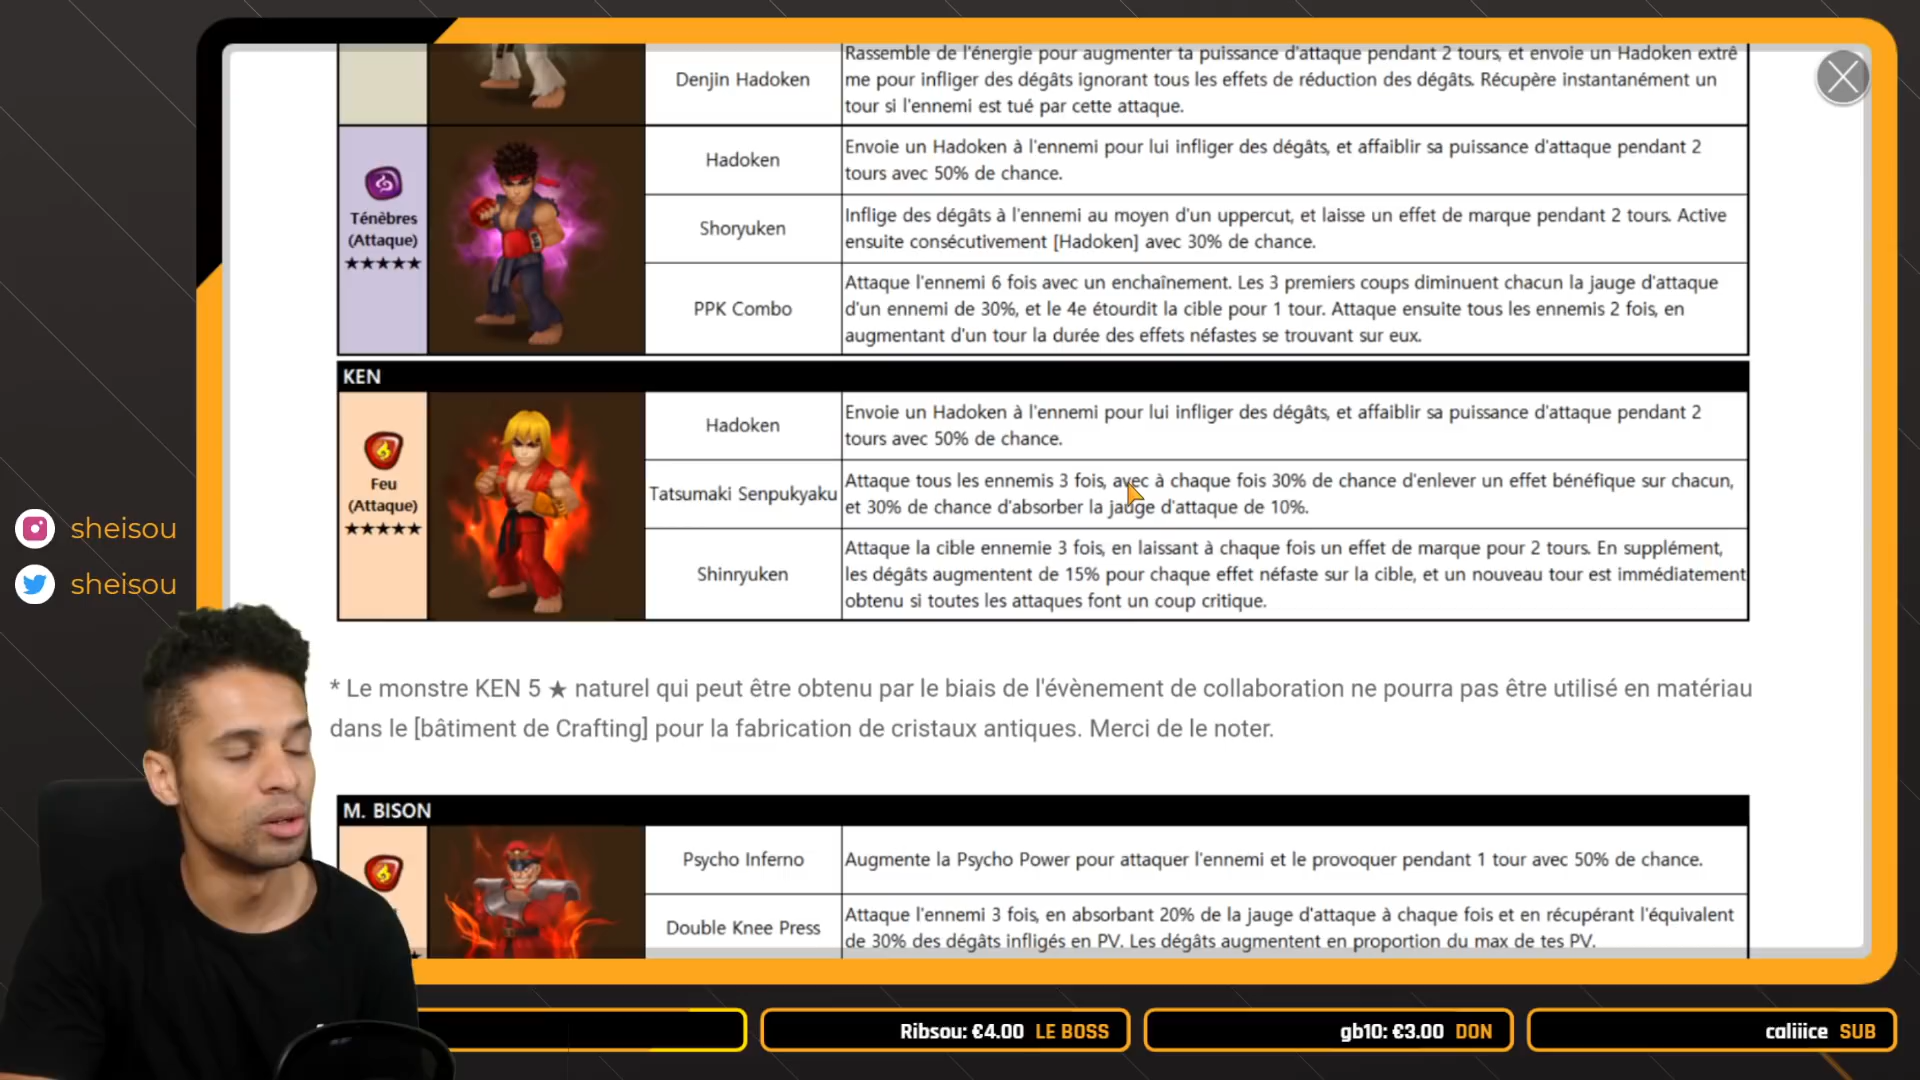 Denjin Hadoken
Rassemble de l'énergie pour augmenter ta puissance d'attaque pendant 2 tours, et envoie un Hadoken extrê
me pour infliger des dégâts ignorant tous les effets de réduction des dégâts. Récupère instantanément un
tour si l'ennemi est tué par cette attaque.
Ténèbres
(Attaque)
★★★★★
Hadoken
Envoie un Hadoken à l'ennemi pour lui infliger des dégâts, et affaiblir sa puissance d'attaque pendant 2
tours avec 50% de chance.
Shoryuken
Inflige des dégâts à l'ennemi au moyen d'un uppercut, et laisse un effet de marque pendant 2 tours. Active
ensuite consécutivement [Hadoken] avec 30% de chance.
PPK Combo
Attaque l'ennemi 6 fois avec un enchaînement. Les 3 premiers coups diminuent chacun la jauge d'attaque
d'un ennemi de 30%, et le 4e étourdit la cible pour 1 tour. Attaque ensuite tous les ennemis 2 fois, en
augmentant d'un tour la durée des effets néfastes se trouvant sur eux.
KEN
Feu
(Attaque)
★★★★★
Hadoken
Envoie un Hadoken à l'ennemi pour lui infliger des dégâts, et affaiblir sa puissance d'attaque pendant 2
tours avec 50% de chance.
Tatsumaki Senpukyaku
Attaque tous les ennemis 3 fois, avec à chaque fois 30% de chance d'enlever un effet bénéfique sur chacun,
et 30% de chance d'absorber la jauge d'attaque de 10%.
Shinryuken
Attaque la cible ennemie 3 fois, en laissant à chaque fois un effet de marque pour 2 tours. En supplément,
les dégâts augmentent de 15% pour chaque effet néfaste sur la cible, et un nouveau tour est immédiatement
obtenu si toutes les attaques font un coup critique.
sheisou
sheisou
* Le monstre KEN 5 ★ naturel qui peut être obtenu par le biais de l'évènement de collaboration ne pourra pas être utilisé en matériau
dans le [bâtiment de Crafting] pour la fabrication de cristaux antiques. Merci de le noter.
M. BISON
Psycho Inferno
Augmente la Psycho Power pour attaquer l'ennemi et le provoquer pendant 1 tour avec 50% de chance.
Double Knee Press
Attaque l'ennemi 3 fois, en absorbant 20% de la jauge d'attaque à chaque fois et en récupérant l'équivalent
de 30% des dégâts infligés en PV. Les dégâts augmentent en proportion du max de tes PV.
Ribsou: €4.00 LE BOSS
gb10: €3.00 DON
caliiice SUB